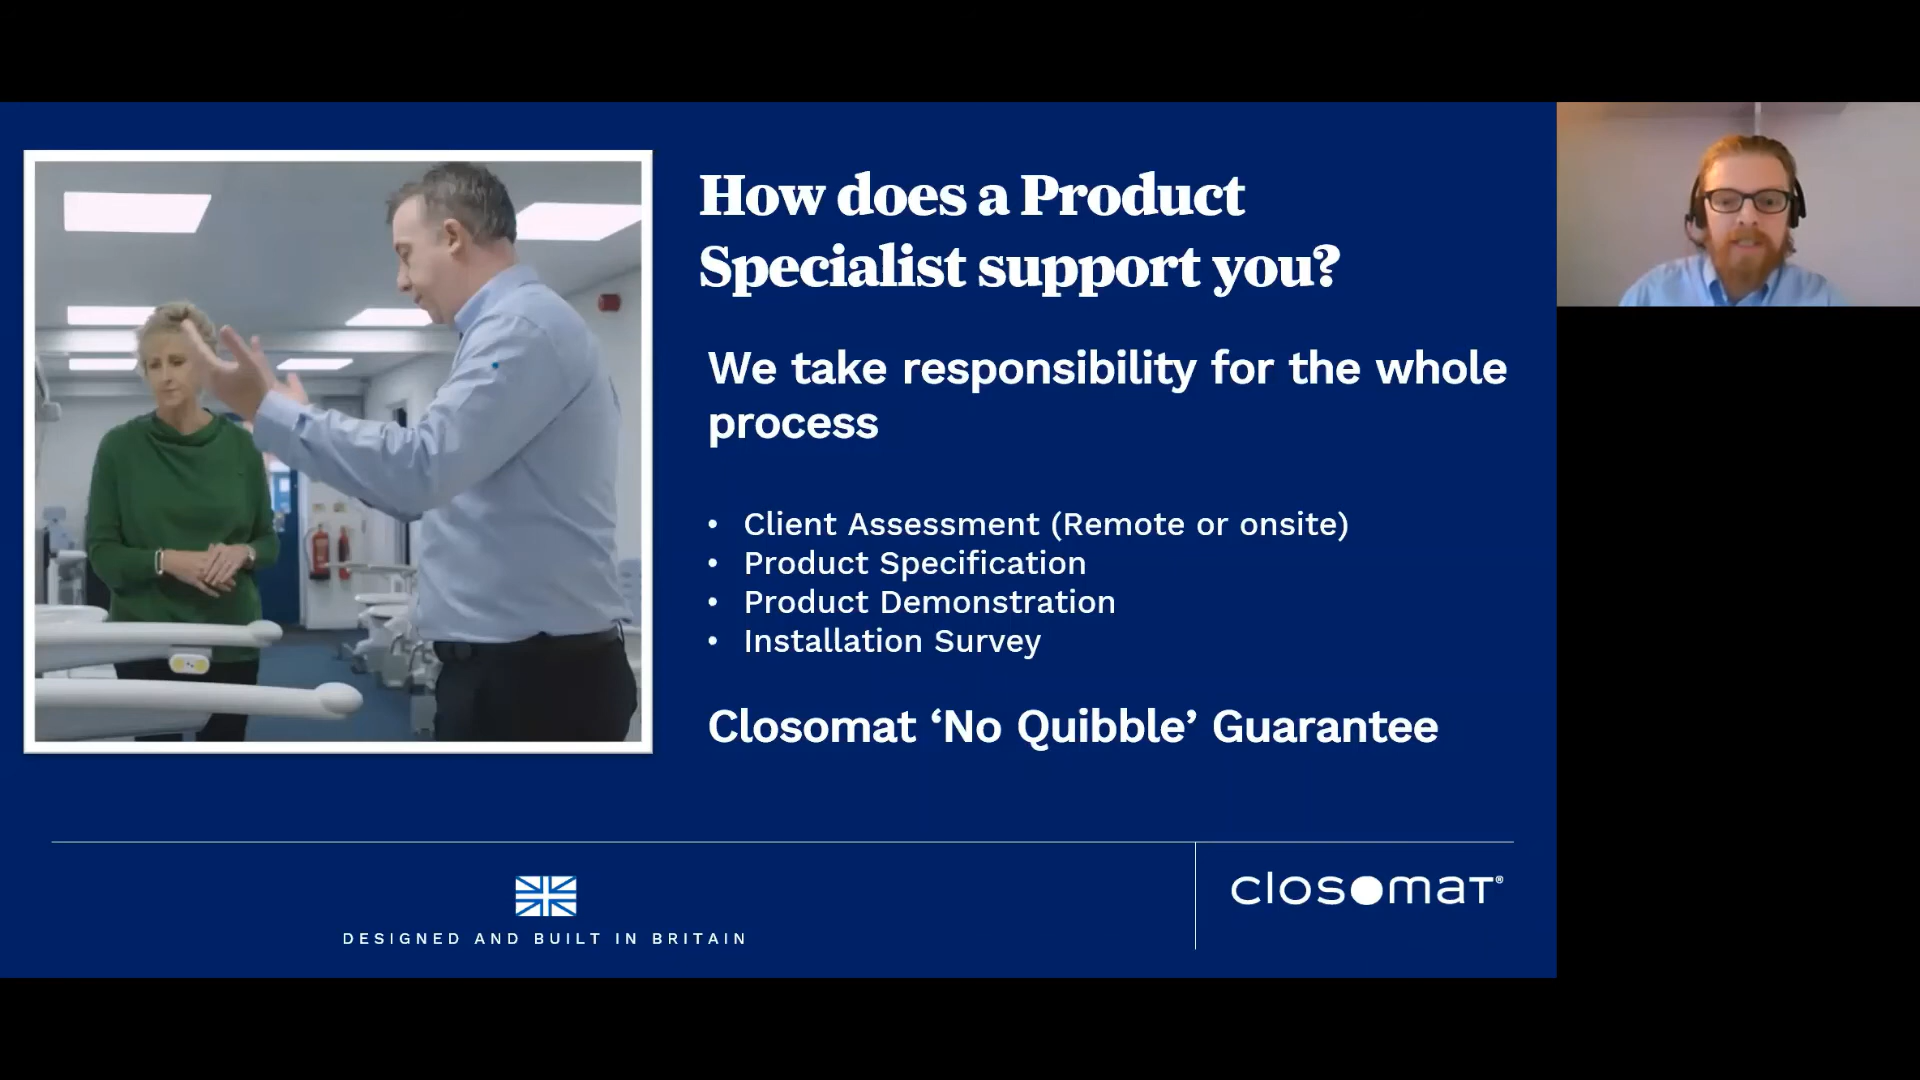 How does a Product
Specialist support you?
We take responsibility for the whole
process
• Client Assessment (Remote or onsite)
• Product Specification
• Product Demonstration
• Installation Survey
Closomat ‘No Quibble’ Guarantee
DESIGNED AND BUILT IN BRITAIN
closomat®